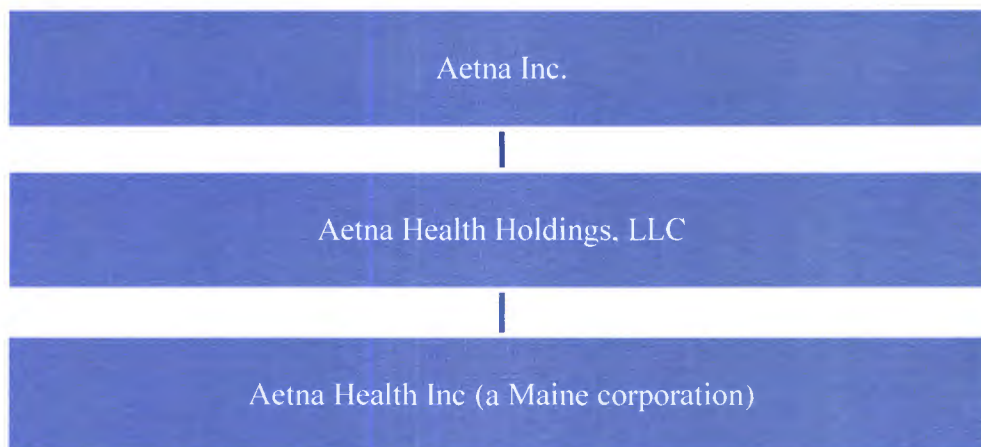 Aetna Inc.
Aetna Health Holdings, LLC
Aetna Health Inc (a Maine corporation)